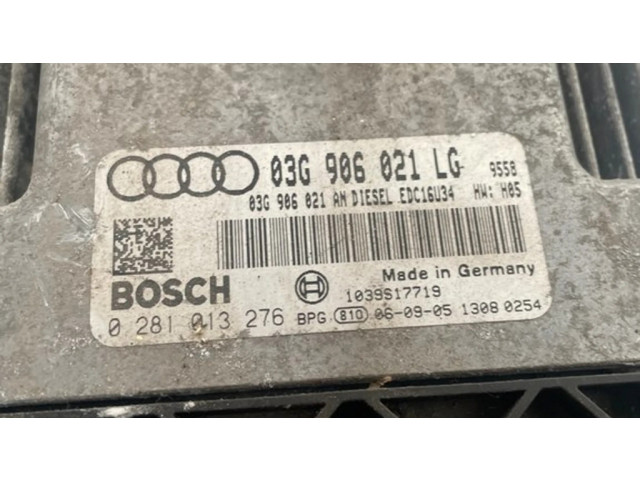 03G 906 021 LG 9558
03G 906 021 AN DIESEL EDC16U34 HW: H05
Made in Germany
BOSCH
1039S17719
0 281 013 276 BPG 810 06-09-05 1308 0254